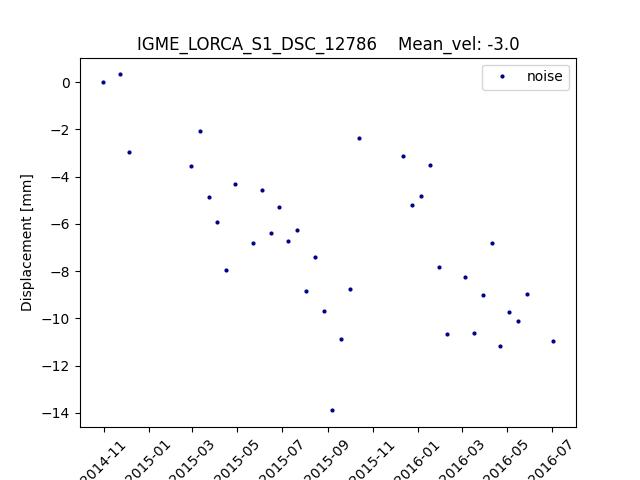 IGME_LORCA_S1_DSC_12786    Mean_vel: -3.0
noise
Displacement [mm]
0
−2
−4
−6
−8
−10
−12
−14
2014-11 2015-01 2015-03 2015-05 2015-07 2015-09 2015-11 2016-01 2016-03 2016-05 2016-07